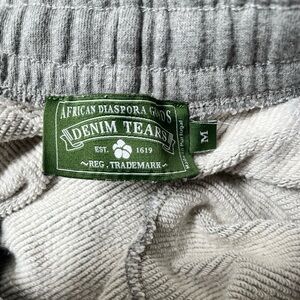 AFRICAN DIASPORA GOODS
DENIM TEARS
EST. 1619
~REG. TRADEMARK~
M